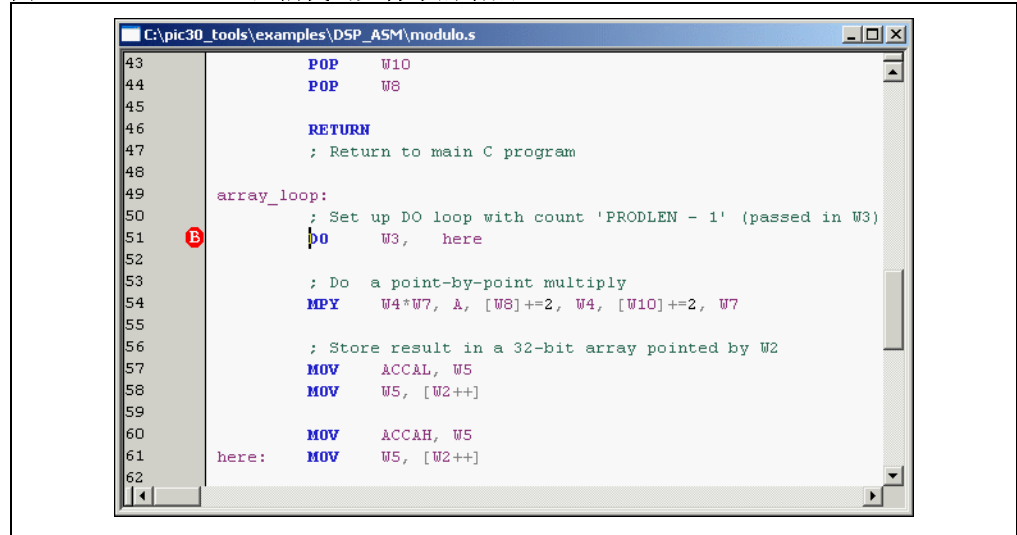 C:\pic30_tools\examples\DSP_ASM\modulo.s
43 POP W10
44 POP W8
45
46 RETURN
47 ; Return to main C program
48
49 array_loop:
50 ; Set up DO loop with count 'PRODLEN - 1' (passed in W3)
51 B DO W3, here
52
53 ; Do a point-by-point multiply
54 MPY W4*W7, A, [W8]+=2, W4, [W10]+=2, W7
55
56 ; Store result in a 32-bit array pointed by W2
57 MOV ACCAL, W5
58 MOV W5, [W2++]
59
60 MOV ACCAH, W5
61 here: MOV W5, [W2++]
62